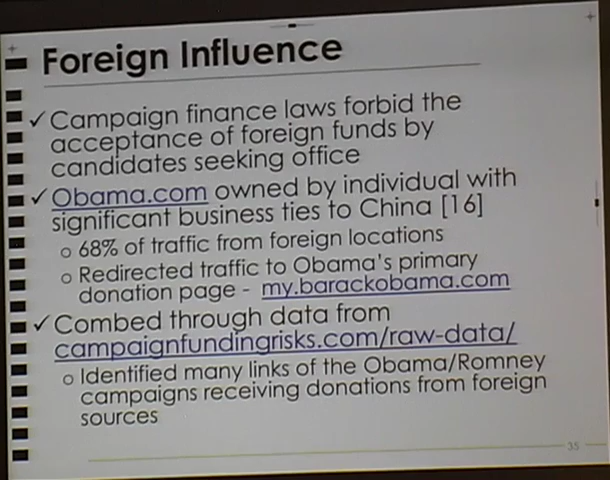 Foreign Influence
✓ Campaign finance laws forbid the
acceptance of foreign funds by
candidates seeking office
✓ Obama.com owned by individual with
significant business ties to China [16]
o 68% of traffic from foreign locations
o Redirected traffic to Obama's primary
donation page - my.barackobama.com
✓ Combed through data from
campaignfundingrisks.com/raw-data/
o Identified many links of the Obama/Romney
campaigns receiving donations from foreign
sources
35